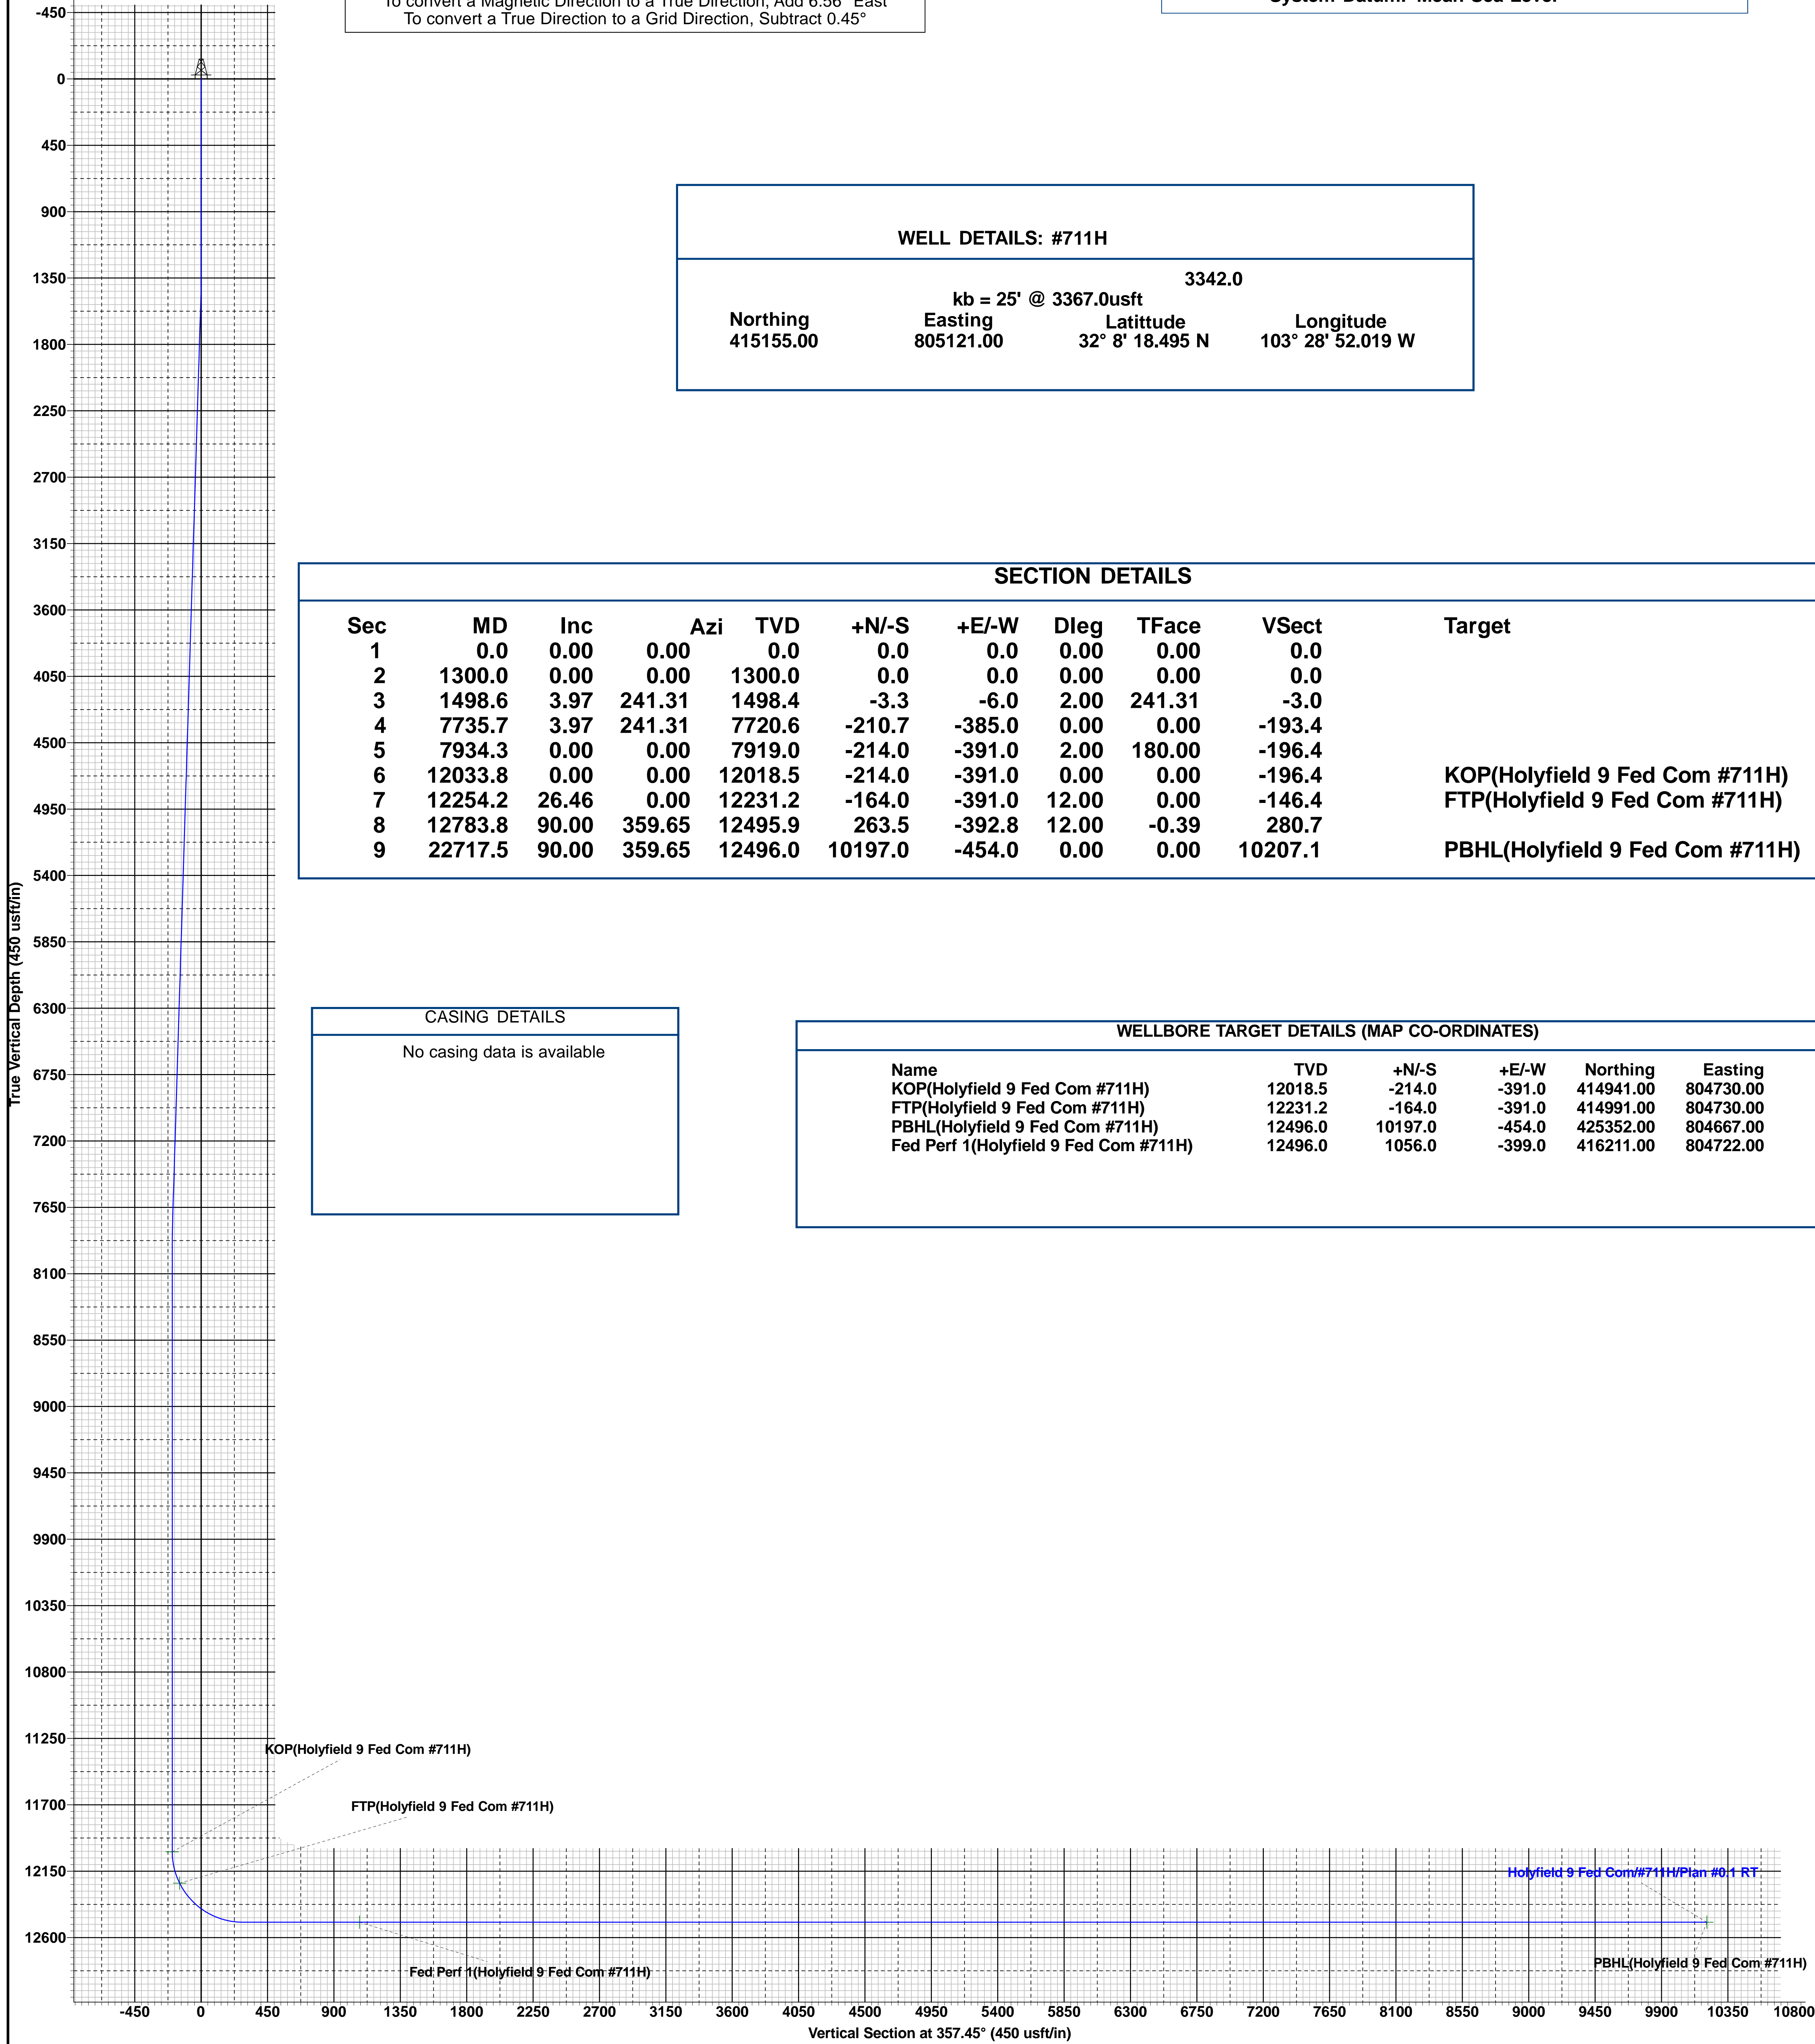 To convert a Magnetic Direction to a True Direction, Add 6.56° East
To convert a True Direction to a Grid Direction, Subtract 0.45°
System Datum: Mean Sea Level
WELL DETAILS: #711H
3342.0
kb = 25' @ 3367.0usft
Northing Easting Latittude Longitude
415155.00 805121.00 32° 8' 18.495 N 103° 28' 52.019 W
SECTION DETAILS
Sec MD Inc Azi TVD +N/-S +E/-W Dleg TFace VSect Target
1 0.0 0.00 0.00 0.0 0.0 0.0 0.00 0.00 0.0
2 1300.0 0.00 0.00 1300.0 0.0 0.0 0.00 0.00 0.0
3 1498.6 3.97 241.31 1498.4 -3.3 -6.0 2.00 241.31 -3.0
4 7735.7 3.97 241.31 7720.6 -210.7 -385.0 0.00 0.00 -193.4
5 7934.3 0.00 0.00 7919.0 -214.0 -391.0 2.00 180.00 -196.4
6 12033.8 0.00 0.00 12018.5 -214.0 -391.0 0.00 0.00 -196.4 KOP(Holyfield 9 Fed Com #711H)
7 12254.2 26.46 0.00 12231.2 -164.0 -391.0 12.00 0.00 -146.4 FTP(Holyfield 9 Fed Com #711H)
8 12783.8 90.00 359.65 12495.9 263.5 -392.8 12.00 -0.39 280.7
9 22717.5 90.00 359.65 12496.0 10197.0 -454.0 0.00 0.00 10207.1 PBHL(Holyfield 9 Fed Com #711H)
CASING DETAILS
No casing data is available
WELLBORE TARGET DETAILS (MAP CO-ORDINATES)
Name TVD +N/-S +E/-W Northing Easting
KOP(Holyfield 9 Fed Com #711H) 12018.5 -214.0 -391.0 414941.00 804730.00
FTP(Holyfield 9 Fed Com #711H) 12231.2 -164.0 -391.0 414991.00 804730.00
PBHL(Holyfield 9 Fed Com #711H) 12496.0 10197.0 -454.0 425352.00 804667.00
Fed Perf 1(Holyfield 9 Fed Com #711H) 12496.0 1056.0 -399.0 416211.00 804722.00
True Vertical Depth (450 usft/in)
-450
0
450
900
1350
1800
2250
2700
3150
3600
4050
4500
4950
5400
5850
6300
6750
7200
7650
8100
8550
9000
9450
9900
10350
10800
11250
11700
12150
12600
KOP(Holyfield 9 Fed Com #711H)
FTP(Holyfield 9 Fed Com #711H)
Holyfield 9 Fed Com/#711H/Plan #0.1 RT
Fed Perf 1(Holyfield 9 Fed Com #711H)
PBHL(Holyfield 9 Fed Com #711H)
-450 0 450 900 1350 1800 2250 2700 3150 3600 4050 4500 4950 5400 5850 6300 6750 7200 7650 8100 8550 9000 9450 9900 10350 10800
Vertical Section at 357.45° (450 usft/in)